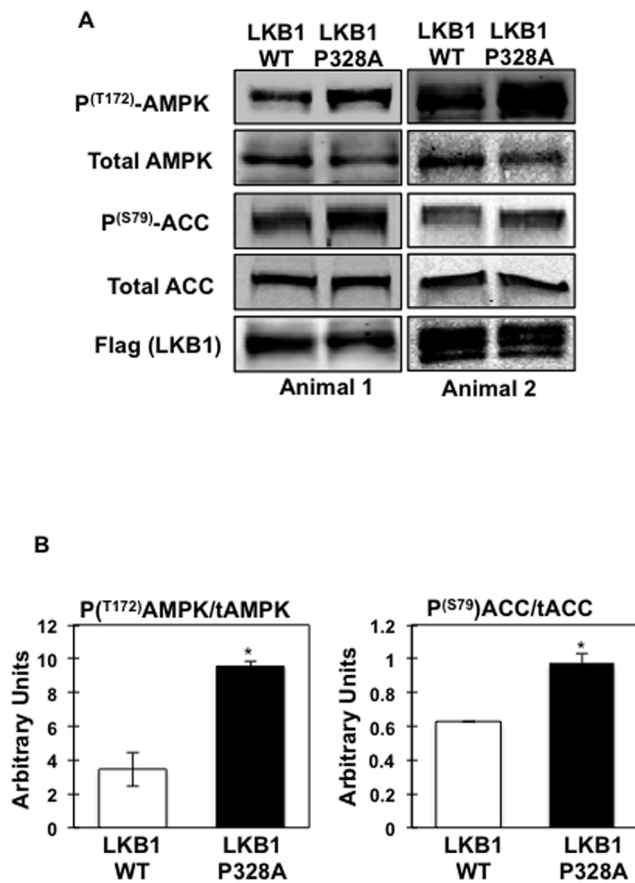 A
LKB1 LKB1 LKB1 LKB1
WT P328A WT P328A
P(T172)-AMPK
Total AMPK
P(S79)-ACC
Total ACC
Flag (LKB1)
Animal 1 Animal 2
B
P(T172)AMPK/tAMPK
Arbitrary Units
12
10
8
6
4
2
0
*
LKB1 LKB1
WT P328A
P(S79)ACC/tACC
Arbitrary Units
1.2
1
0.8
0.6
0.4
0.2
0
*
LKB1 LKB1
WT P328A